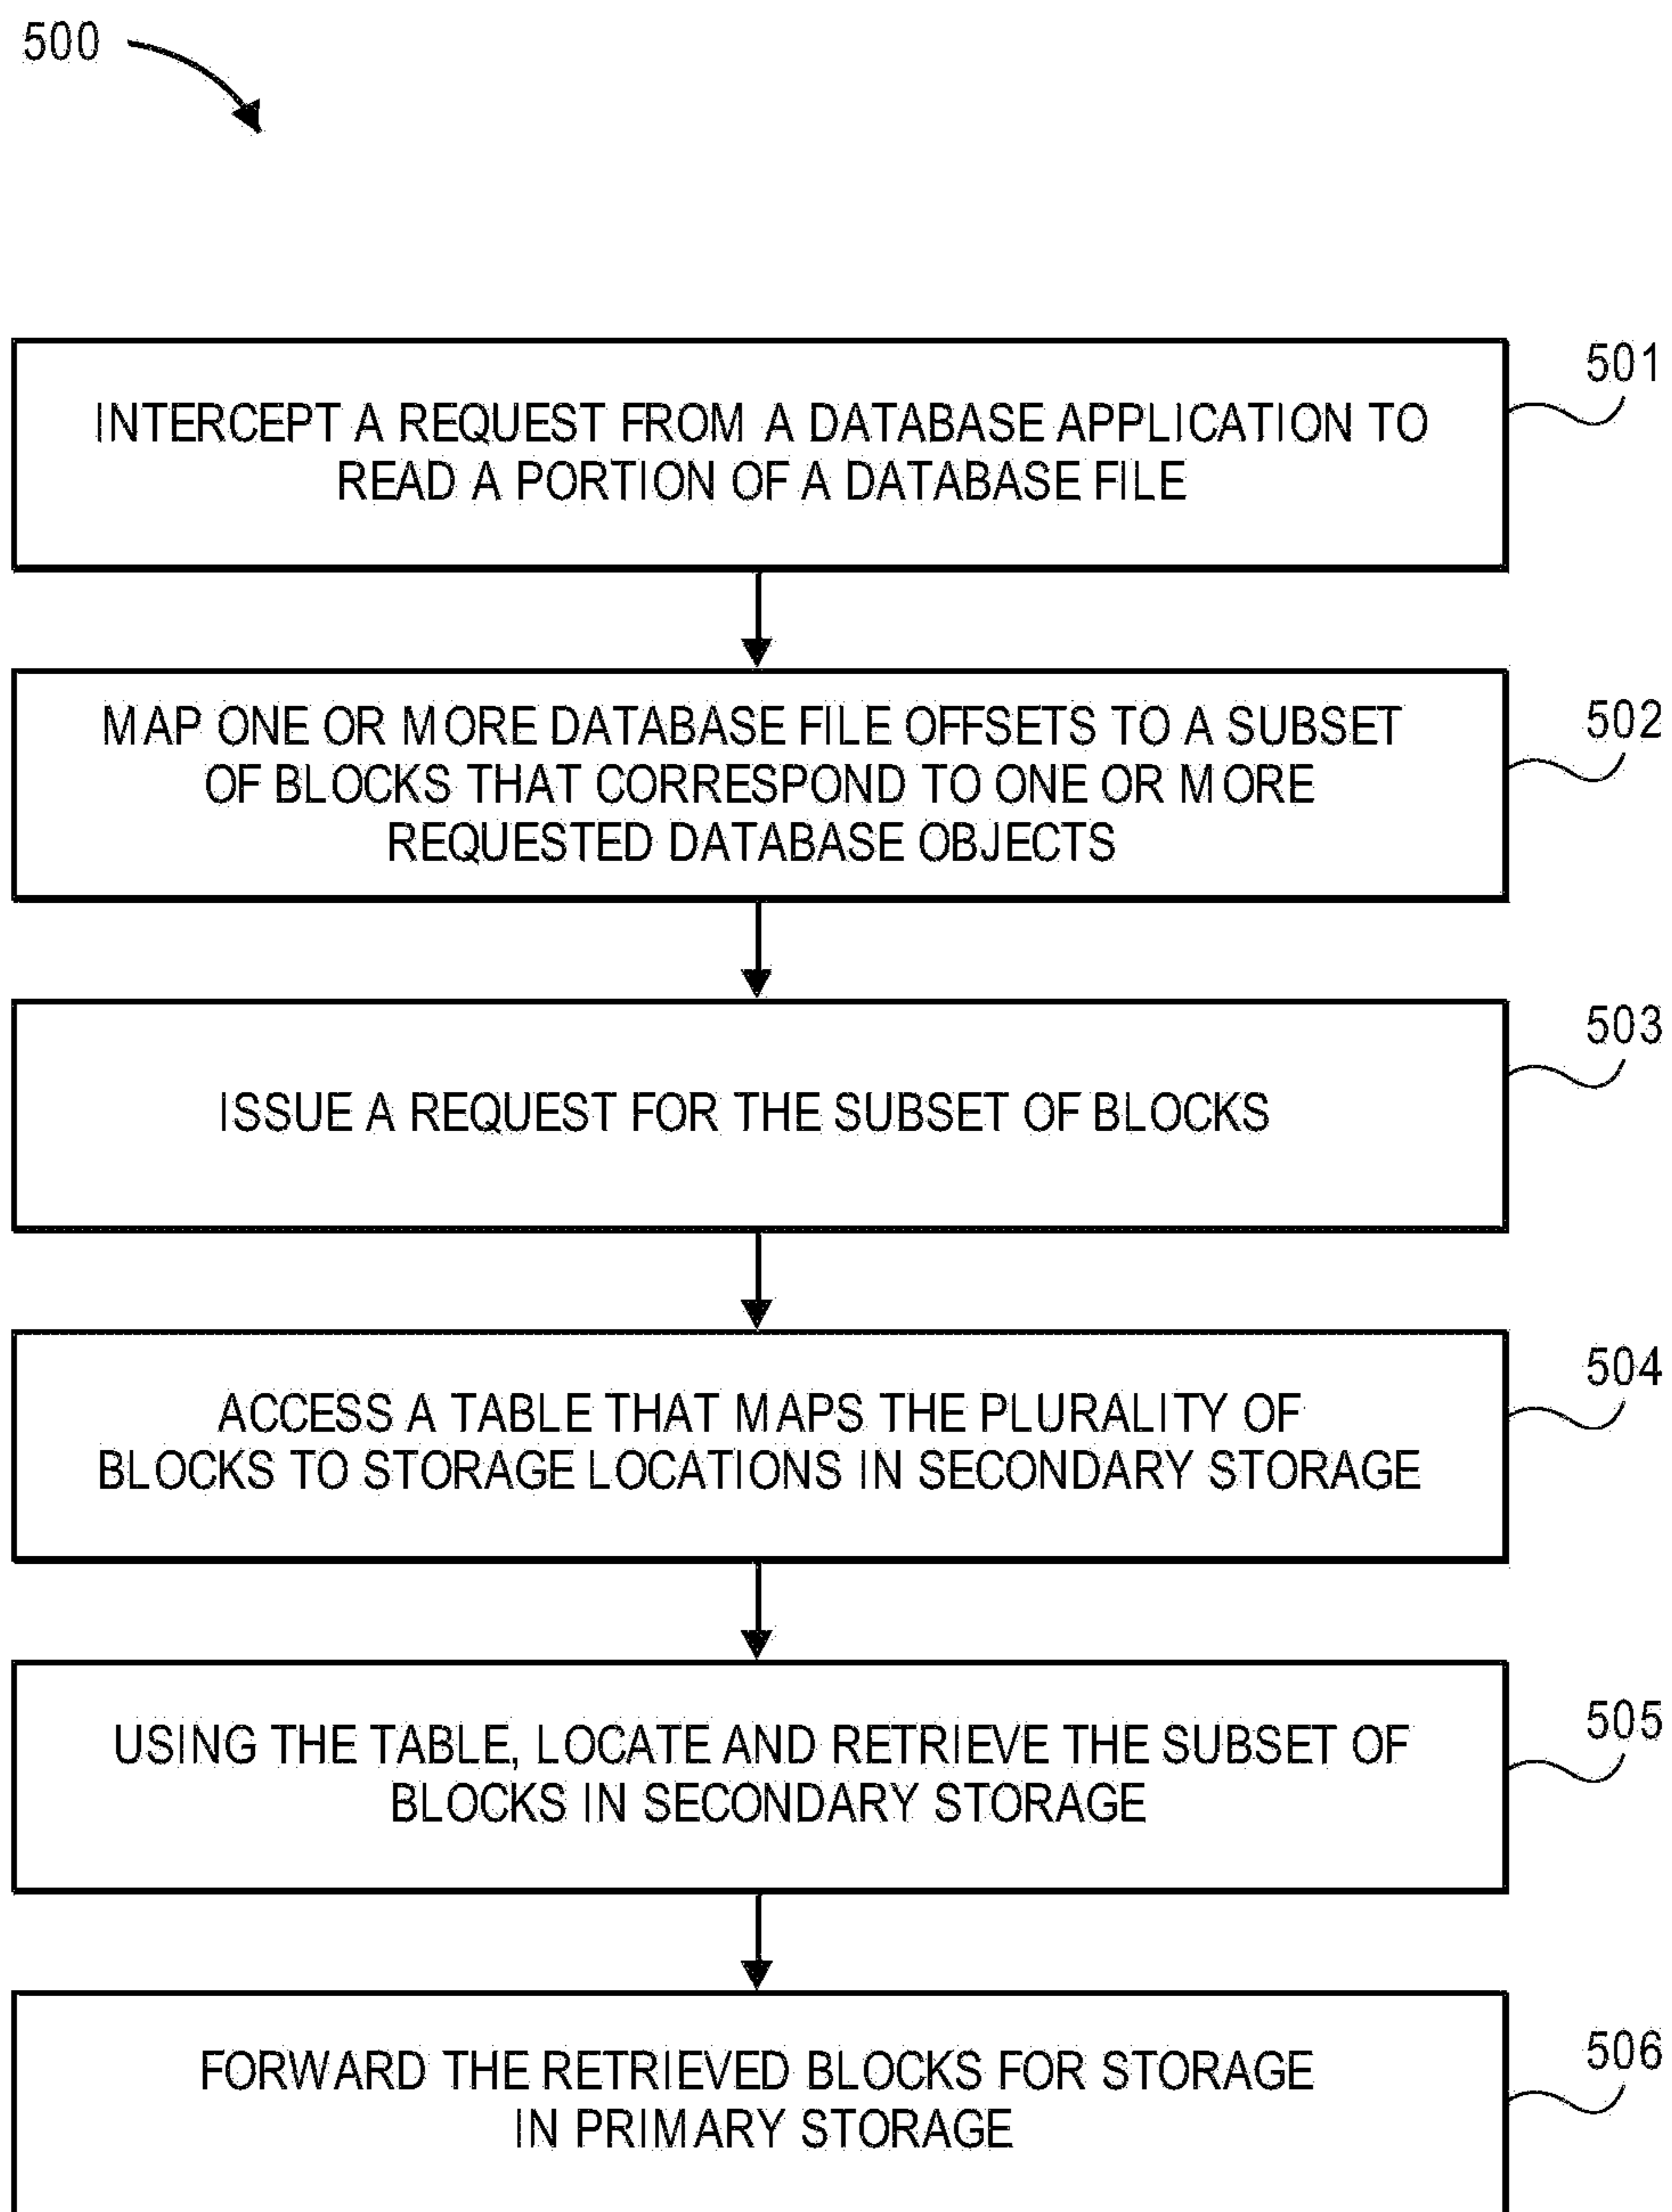 500
501
INTERCEPT A REQUEST FROM A DATABASE APPLICATION TO
READ A PORTION OF A DATABASE FILE
502
MAP ONE OR MORE DATABASE FILE OFFSETS TO A SUBSET
OF BLOCKS THAT CORRESPOND TO ONE OR MORE
REQUESTED DATABASE OBJECTS
503
ISSUE A REQUEST FOR THE SUBSET OF BLOCKS
504
ACCESS A TABLE THAT MAPS THE PLURALITY OF
BLOCKS TO STORAGE LOCATIONS IN SECONDARY STORAGE
505
USING THE TABLE, LOCATE AND RETRIEVE THE SUBSET OF
BLOCKS IN SECONDARY STORAGE
506
FORWARD THE RETRIEVED BLOCKS FOR STORAGE
IN PRIMARY STORAGE